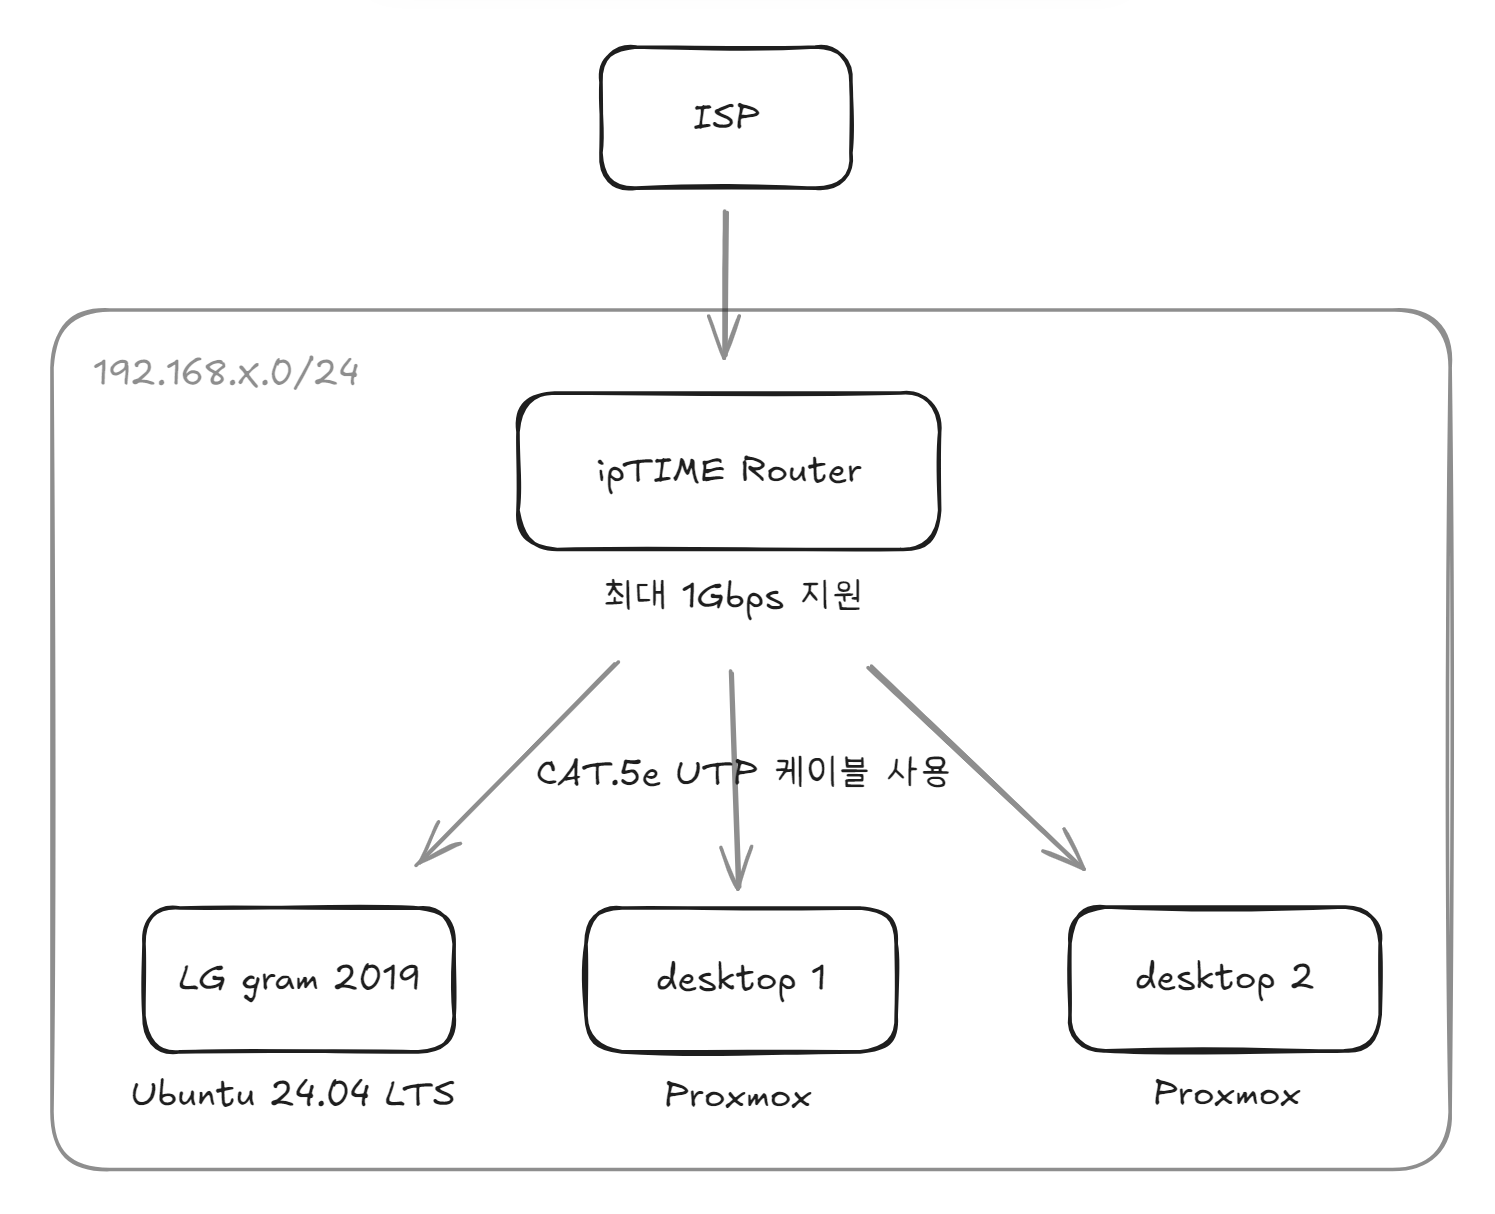 ISP
192.168.x.0/24
ipTIME Router
최대 1Gbps 지원
CAT.5e UTP 케이블 사용
LG gram 2019
desktop 1
desktop 2
Ubuntu 24.04 LTS
Proxmox
Proxmox